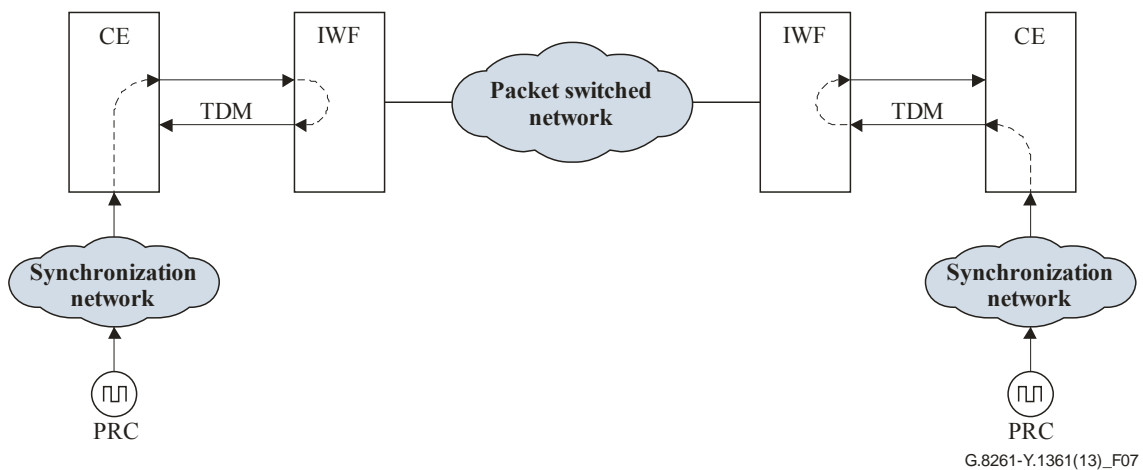 CE
IWF
IWF
CE
Packet switched
network
TDM
TDM
Synchronization
network
Synchronization
network
PRC
PRC
G.8261-Y.1361(13)_F07